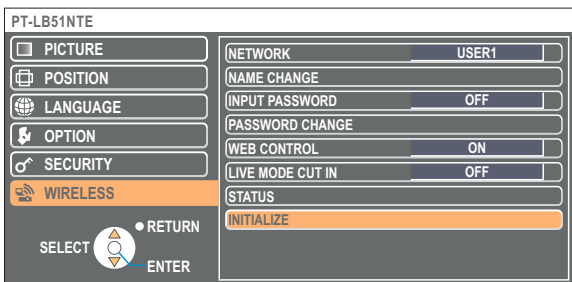 PT-LB51NTE
PICTURE
POSITION
LANGUAGE
OPTION
SECURITY
WIRELESS
RETURN
SELECT
ENTER
NETWORK USER1
NAME CHANGE
INPUT PASSWORD OFF
PASSWORD CHANGE
WEB CONTROL ON
LIVE MODE CUT IN OFF
STATUS
INITIALIZE